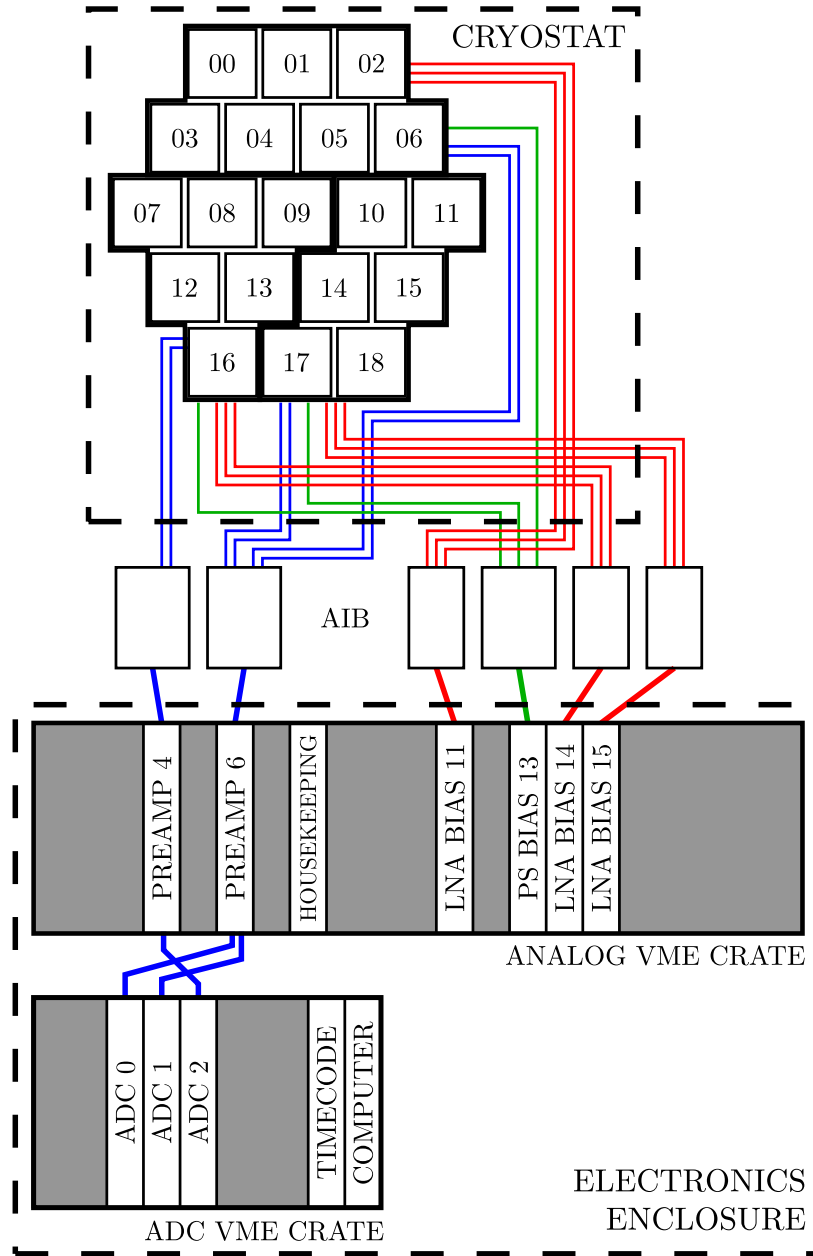 CRYOSTAT
00 01 02
03 04 05 06
07 08 09 10 11
12 13 14 15
16 17 18
AIB
PREAMP 4
PREAMP 6
HOUSEKEEPING
LNA BIAS 11
PS BIAS 13
LNA BIAS 14
LNA BIAS 15
ANALOG VME CRATE
ADC 0
ADC 1
ADC 2
TIMECODE
COMPUTER
ADC VME CRATE
ELECTRONICS
ENCLOSURE